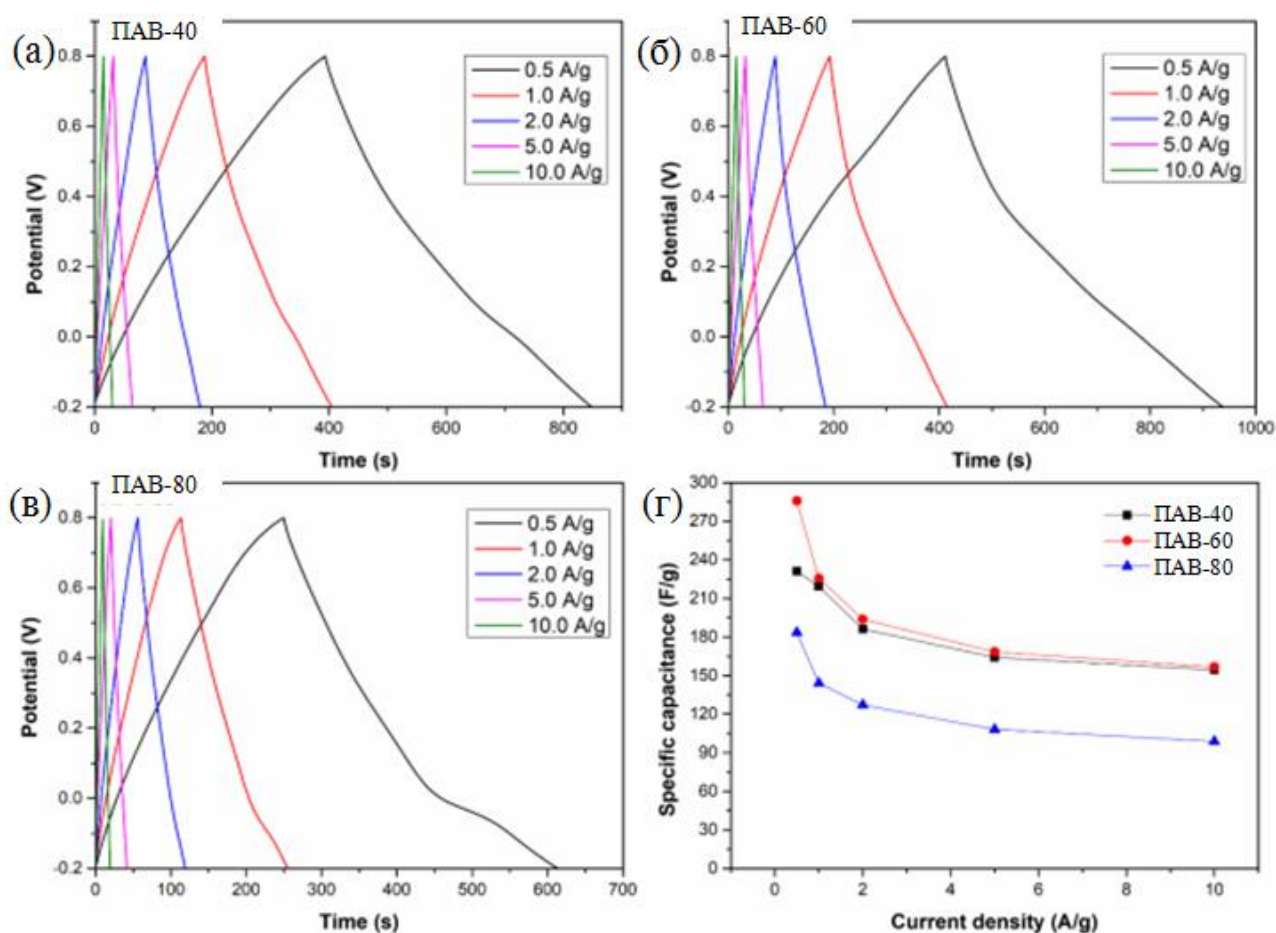 (а)
ПАВ-40
0.5 A/g
1.0 A/g
2.0 A/g
5.0 A/g
10.0 A/g
Potential (V)
0.8
0.6
0.4
0.2
0.0
-0.2
0
200
400
600
800
Time (s)
(б)
ПАВ-60
0.5 A/g
1.0 A/g
2.0 A/g
5.0 A/g
10.0 A/g
Potential (V)
0.8
0.6
0.4
0.2
0.0
-0.2
0
200
400
600
800
1000
Time (s)
(в)
ПАВ-80
0.5 A/g
1.0 A/g
2.0 A/g
5.0 A/g
10.0 A/g
Potential (V)
0.8
0.6
0.4
0.2
0.0
-0.2
0
100
200
300
400
500
600
700
Time (s)
(г)
ПАВ-40
ПАВ-60
ПАВ-80
Specific capacitance (F/g)
300
270
240
210
180
150
120
90
60
30
0
0
2
4
6
8
10
Current density (A/g)